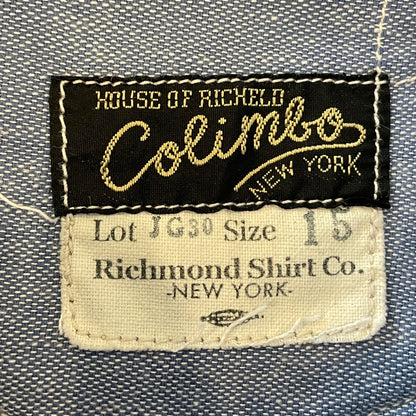 HOUSE OF RICHELD
Colimbo
NEW YORK
Lot JG30 Size 15
Richmond Shirt Co.
-NEW YORK-